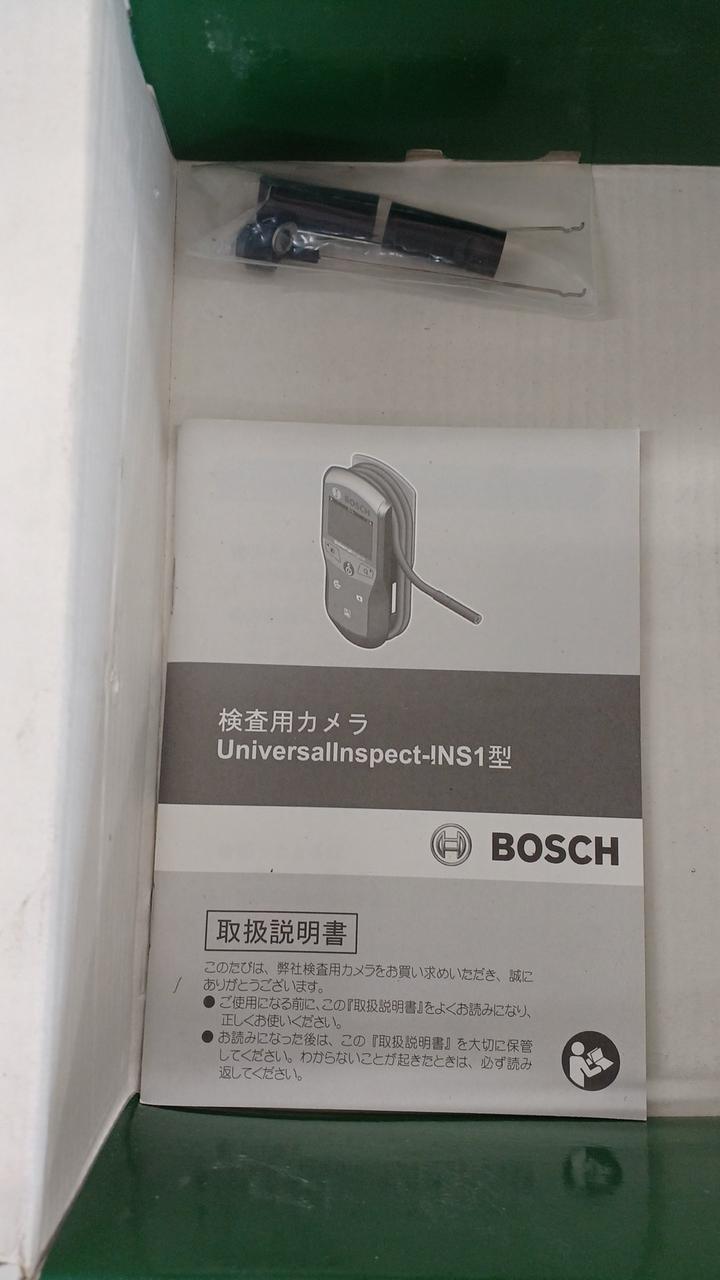 BOSCH
検査用カメラ
UniversalInspect-INS1型
BOSCH
取扱説明書
このたびは、弊社検査用カメラをお買い求めいただき、誠に
ありがとうございます。
● ご使用になる前に、この『取扱説明書』をよくお読みになり、
正しくお使いください。
● お読みになった後は、この『取扱説明書』を大切に保管
してください。わからないことが起きたときは、必ず読み
返してください。